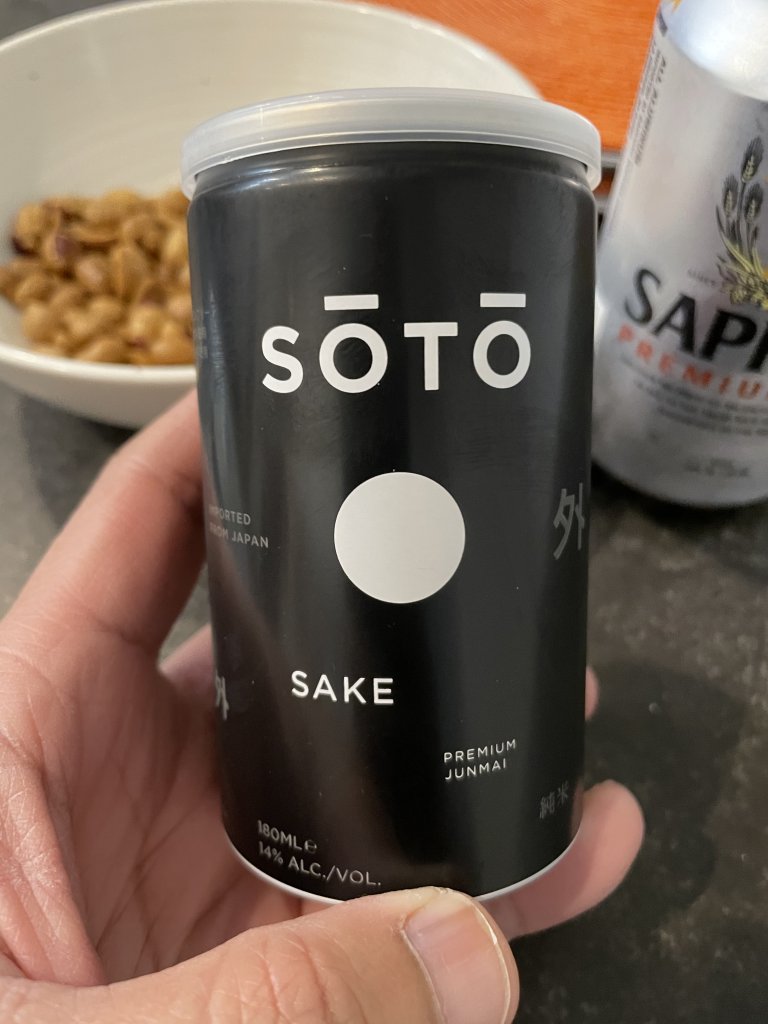 SŌTŌ
IMPORTED
FROM JAPAN
外
外
SAKE
PREMIUM
JUNMAI
純米
180ML ℮
14% ALC./VOL.
SAPP
PREMIU